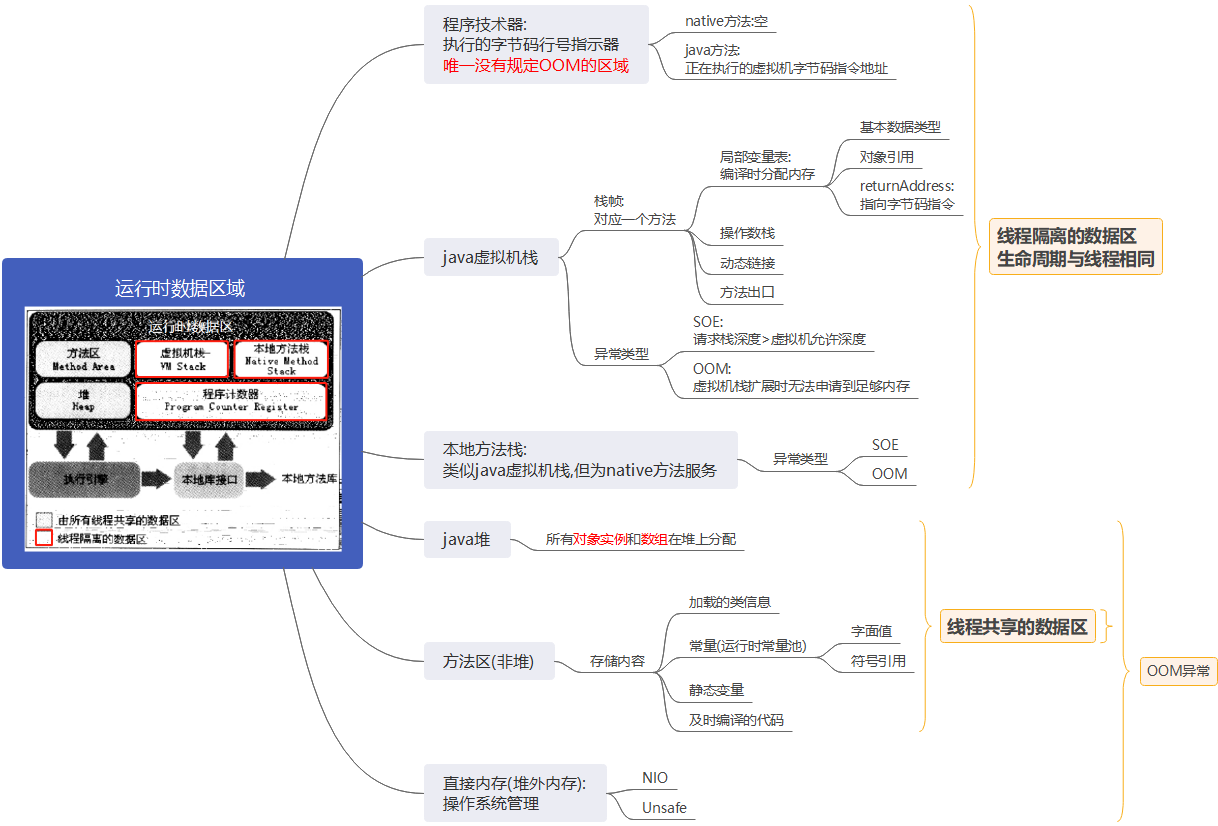 程序技术器:
执行的字节码行号指示器
唯一没有规定OOM的区域
native方法:空
java方法:
正在执行的虚拟机字节码指令地址
java虚拟机栈
栈帧:
对应一个方法
局部变量表:
编译时分配内存
基本数据类型
对象引用
returnAddress:
指向字节码指令
操作数栈
动态链接
方法出口
异常类型
SOE:
请求栈深度>虚拟机允许深度
OOM:
虚拟机栈扩展时无法申请到足够内存
本地方法栈:
类似java虚拟机栈,但为native方法服务
异常类型
SOE
OOM
线程隔离的数据区
生命周期与线程相同
运行时数据区域
运行时数据区
方法区
Method Area
虚拟机栈
VM Stack
本地方法栈
Native Method
Stack
堆
Heap
程序计数器
Program Counter Register
执行引擎
本地库接口
本地方法库
由所有线程共享的数据区
线程隔离的数据区
java堆
所有对象实例和数组在堆上分配
方法区(非堆)
存储内容
加载的类信息
常量(运行时常量池)
字面值
符号引用
静态变量
及时编译的代码
线程共享的数据区
直接内存(堆外内存):
操作系统管理
NIO
Unsafe
OOM异常